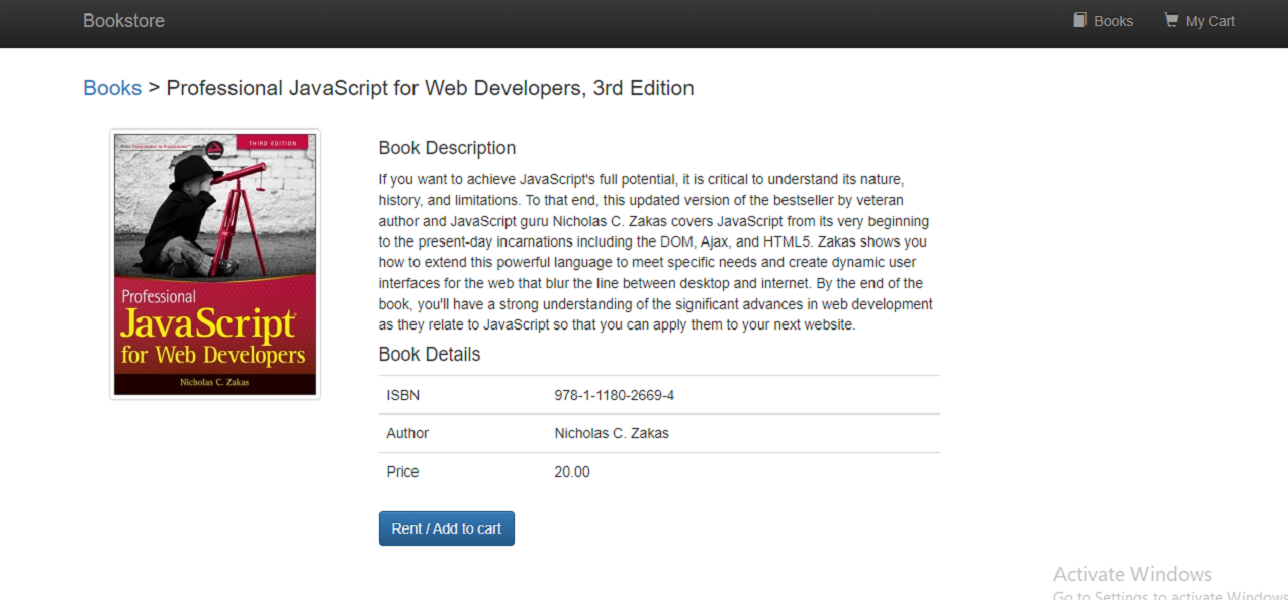 Bookstore
Books
My Cart
Books > Professional JavaScript for Web Developers, 3rd Edition
THIRD EDITION
Professional
JavaScript
for Web Developers
Nicholas C. Zakas
Book Description
If you want to achieve JavaScript's full potential, it is critical to understand its nature,
history, and limitations. To that end, this updated version of the bestseller by veteran
author and JavaScript guru Nicholas C. Zakas covers JavaScript from its very beginning
to the present-day incarnations including the DOM, Ajax, and HTML5. Zakas shows you
how to extend this powerful language to meet specific needs and create dynamic user
interfaces for the web that blur the line between desktop and internet. By the end of the
book, you'll have a strong understanding of the significant advances in web development
as they relate to JavaScript so that you can apply them to your next website.
Book Details
ISBN 978-1-1180-2669-4
Author Nicholas C. Zakas
Price 20.00
Rent / Add to cart
Activate Windows
Go to Settings to activate Windows